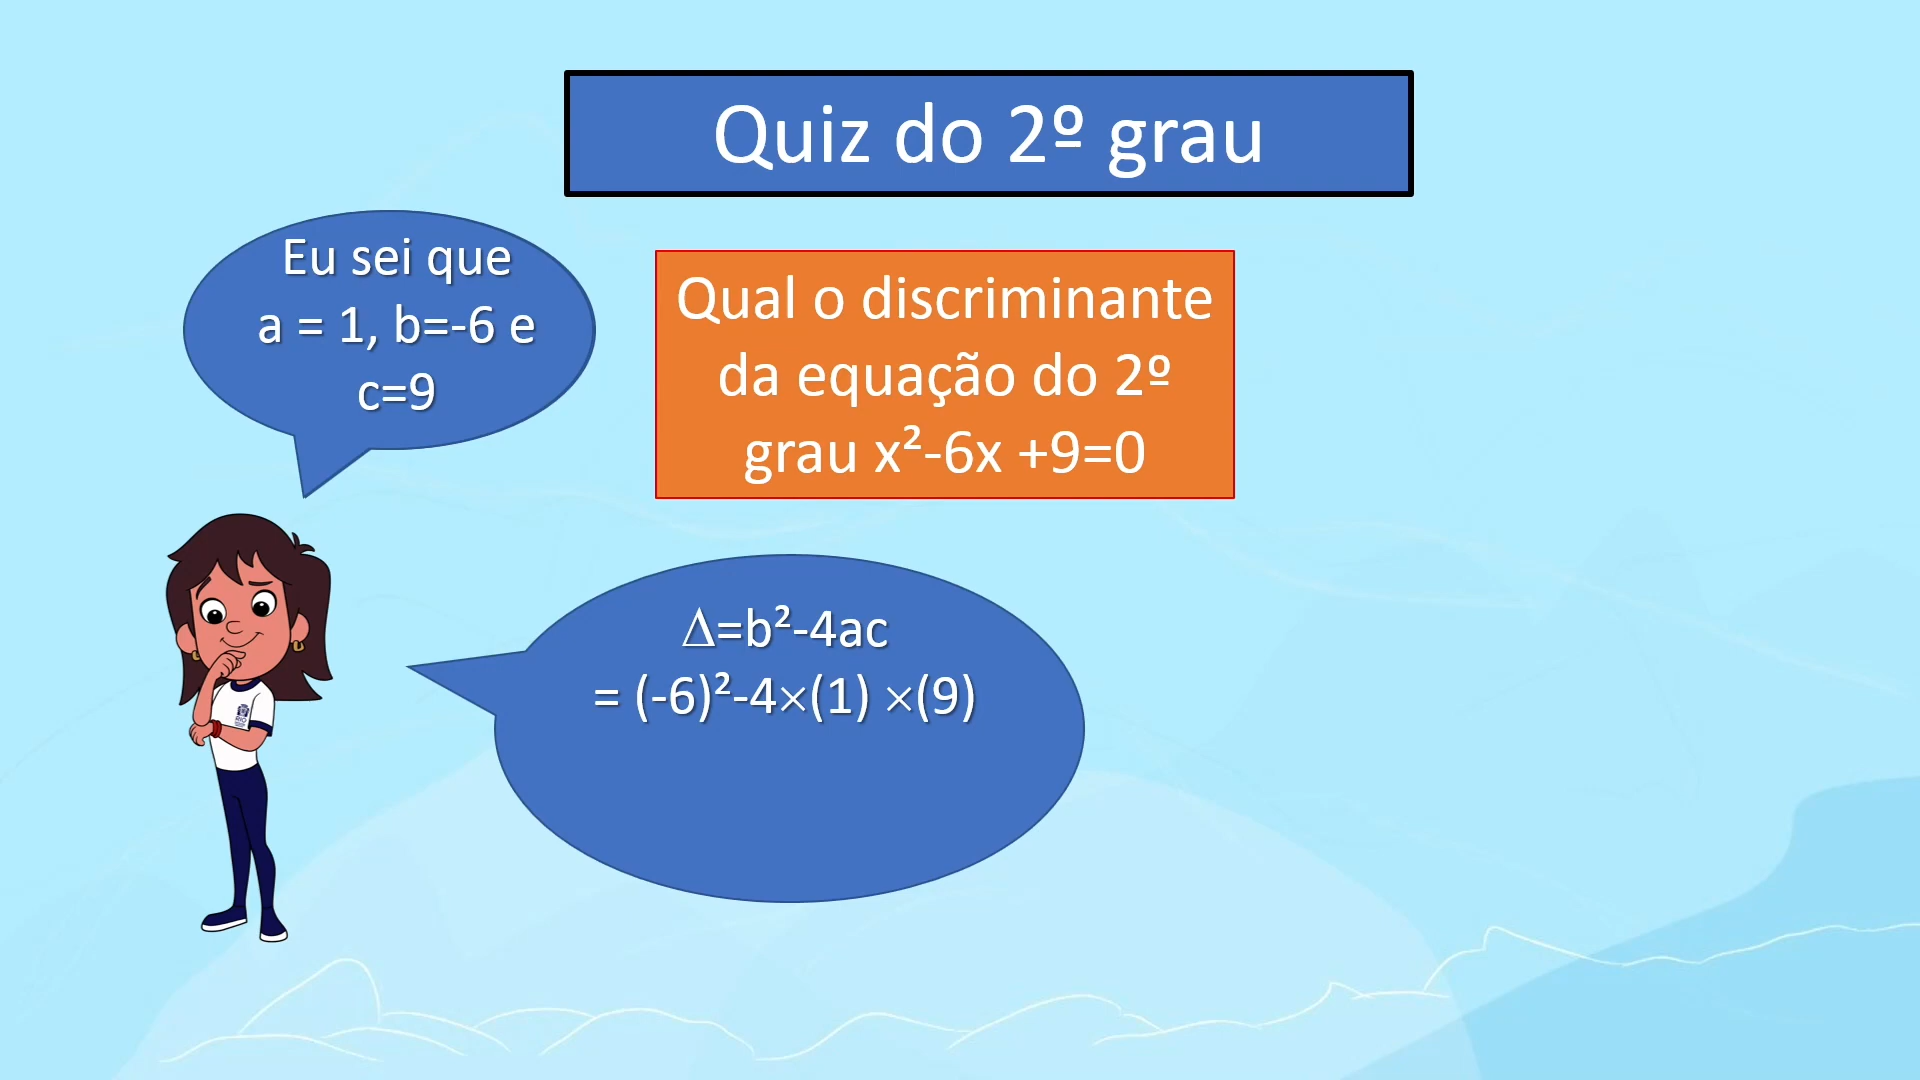 Quiz do 2º grau
Eu sei que
a = 1, b=-6 e
c=9
Qual o discriminante
da equação do 2º
grau x²-6x +9=0
Δ=b²-4ac
= (-6)²-4×(1) ×(9)
RIO